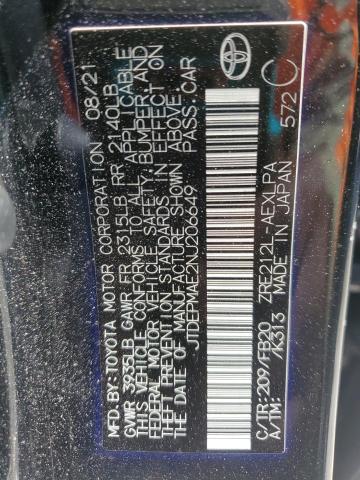 MFD.BY:TOYOTA MOTOR CORPORATION 08/21
GVWR 3935LB GAWR FR 2315LB RR 2140LB
THIS VEHICLE CONFORMS TO ALL APPLICABLE
FEDERAL MOTOR VEHICLE SAFETY, BUMPER, AND
THEFT PREVENTION STANDARDS IN EFFECT ON
THE DATE OF MANUFACTURE SHOWN ABOVE.
JTDEPMAE2NJ206649 PASS.CAR
C/TR:209/FB20 ZRE212L-AEXLPA
A/TM: /K313 MADE IN JAPAN 572
TOYOTA